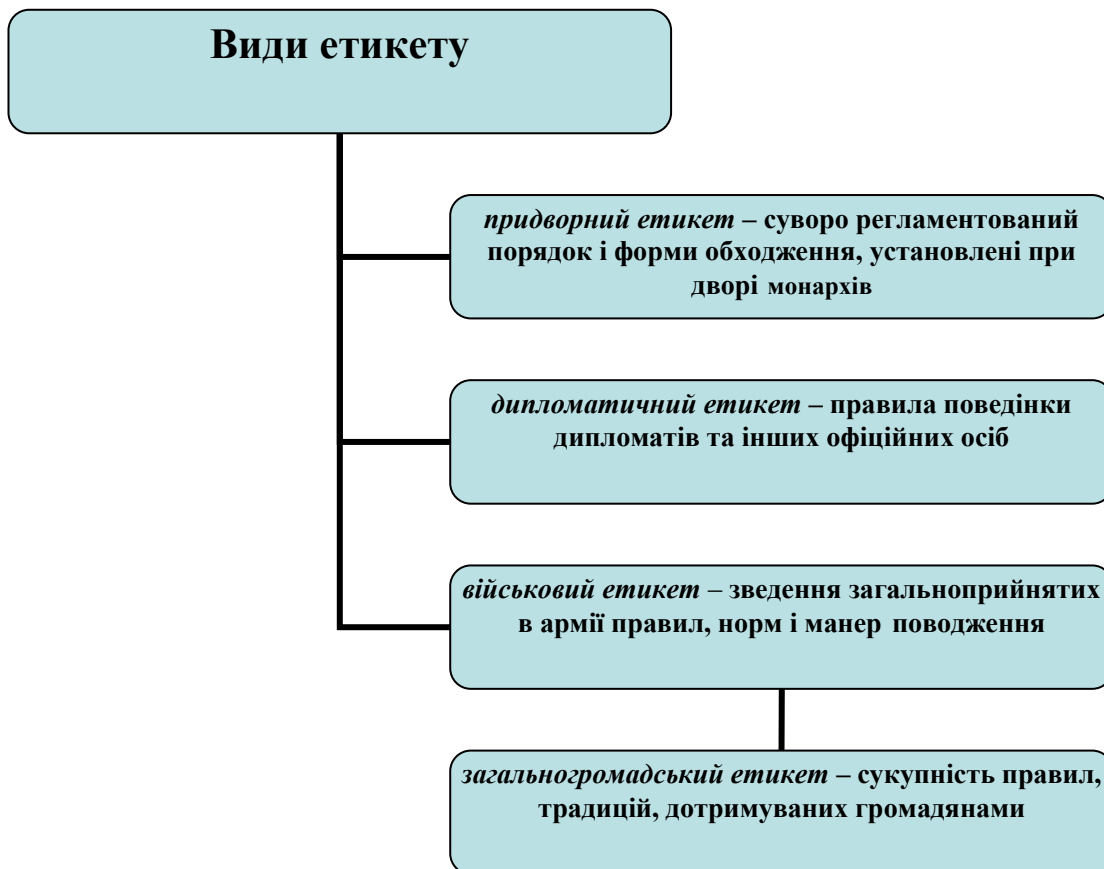 Види етикету
придворний етикет – суворо регламентований
порядок і форми обходження, установлені при
дворі монархів
дипломатичний етикет – правила поведінки
дипломатів та інших офіційних осіб
військовий етикет – зведення загальноприйнятих
в армії правил, норм і манер поводження
загальногромадський етикет – сукупність правил,
традицій, дотримуваних громадянами